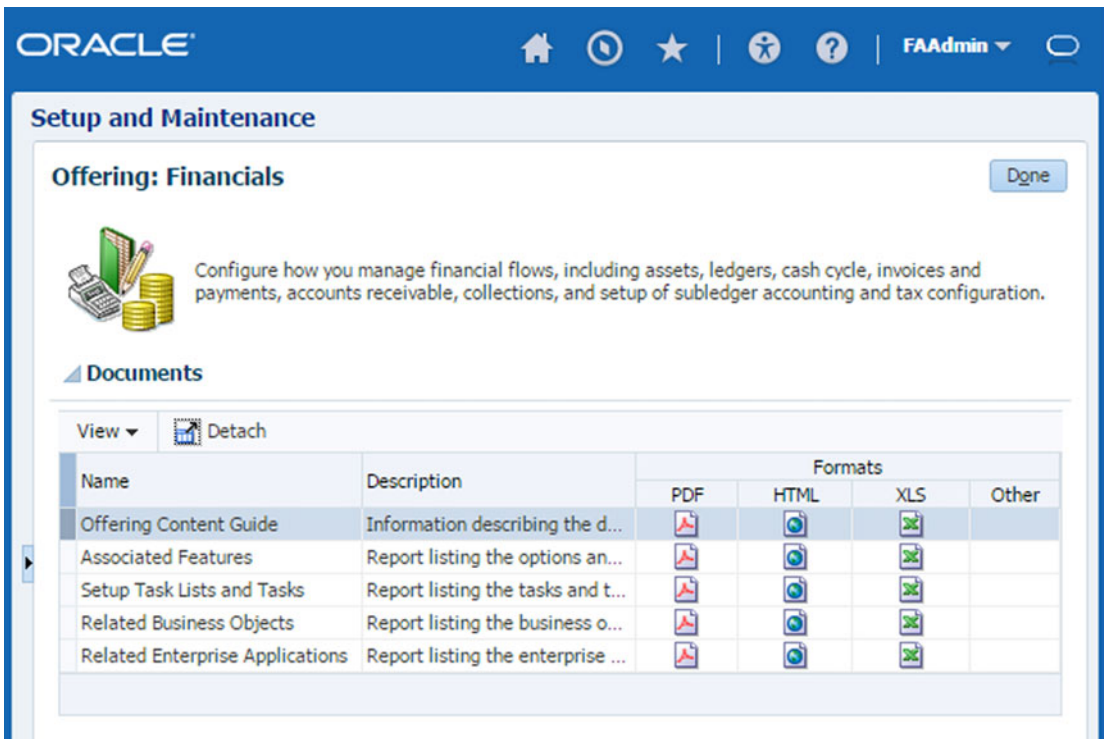 ORACLE®
FAAdmin
Setup and Maintenance
Offering: Financials
Done
Configure how you manage financial flows, including assets, ledgers, cash cycle, invoices and
payments, accounts receivable, collections, and setup of subledger accounting and tax configuration.
Documents
View Detach
Name Description Formats
PDF HTML XLS Other
Offering Content Guide Information describing the d...
Associated Features Report listing the options an...
Setup Task Lists and Tasks Report listing the tasks and t...
Related Business Objects Report listing the business o...
Related Enterprise Applications Report listing the enterprise ...